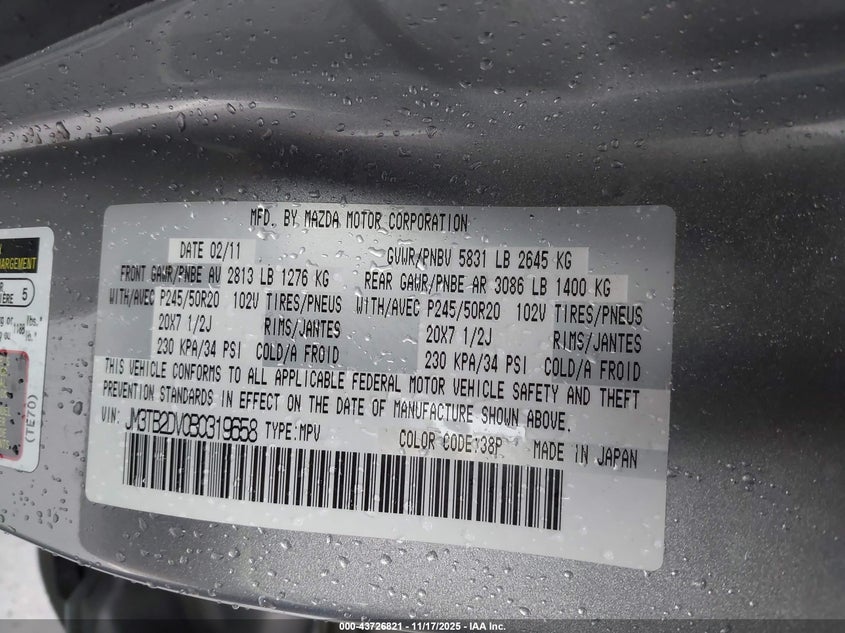 MFD. BY MAZDA MOTOR CORPORATION
DATE 02/11 GVWR/PNBV 5831 LB 2645 KG
FRONT GAWR/PNBE AV 2813 LB 1276 KG REAR GAWR/PNBE AR 3086 LB 1400 KG
WITH/AVEC P245/50R20 102V TIRES/PNEUS WITH/AVEC P245/50R20 102V TIRES/PNEUS
20X7 1/2J RIMS/JANTES 20X7 1/2J RIMS/JANTES
230 KPA/34 PSI COLD/A FROID 230 KPA/34 PSI COLD/A FROID
THIS VEHICLE CONFORMS TO ALL APPLICABLE FEDERAL MOTOR VEHICLE SAFETY AND THEFT
PREVENTION STANDARDS IN EFFECT ON THE DATE OF MANUFACTURE SHOWN ABOVE.
VIN: JM3TB2DV0B0319658 TYPE:MPV COLOR CODE:38P MADE IN JAPAN
5
(TE70)
000-43726821 - 11/17/2025 - IAA Inc.